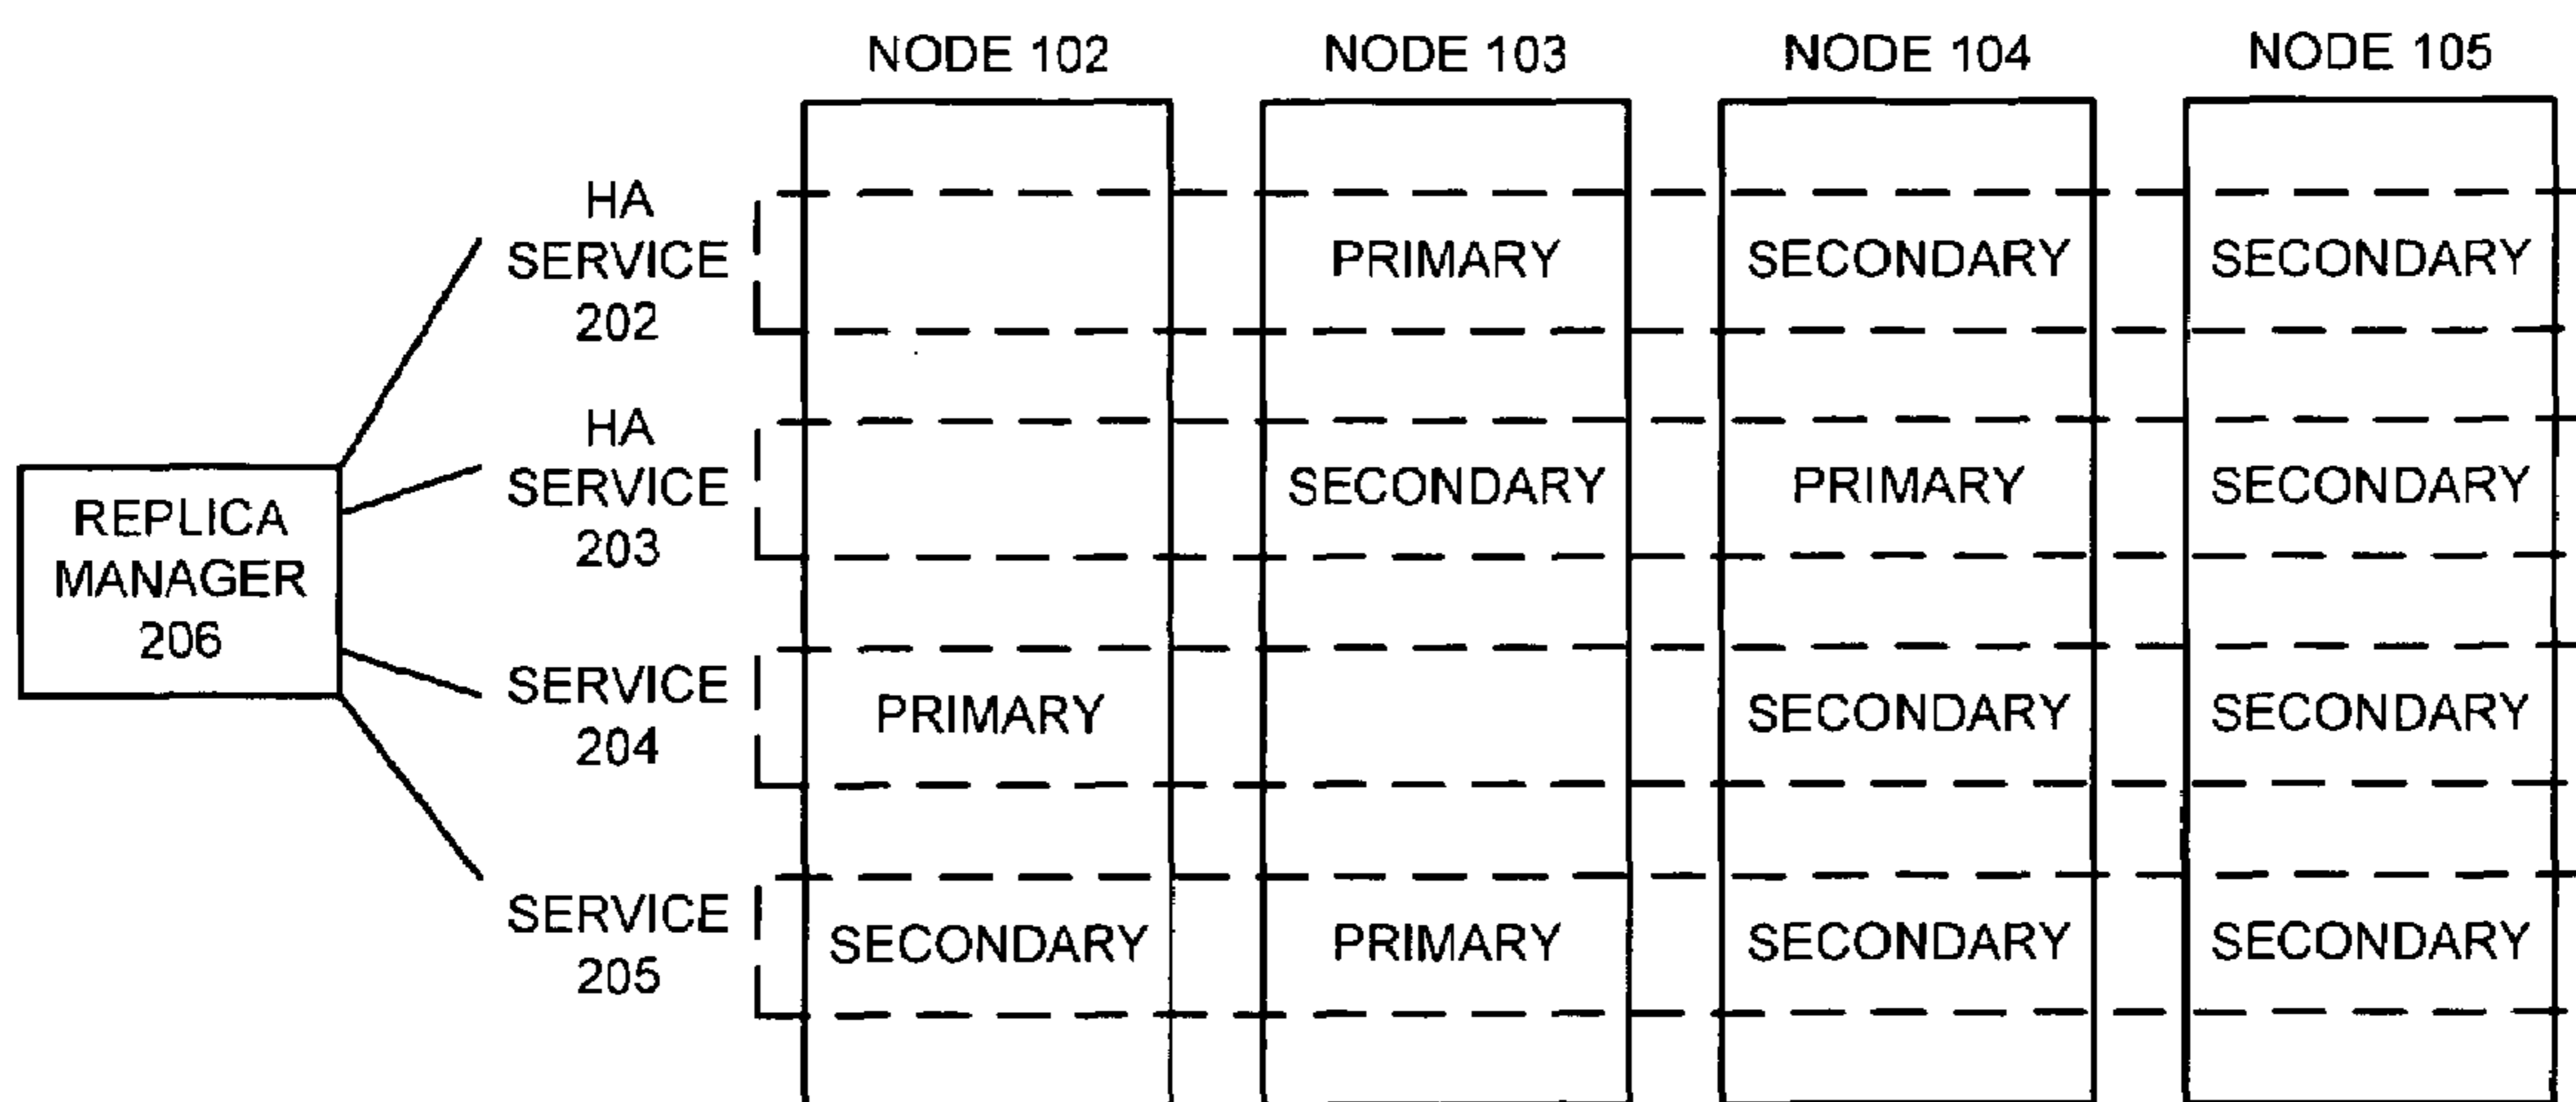 NODE 102
NODE 103
NODE 104
NODE 105
HA
SERVICE
202
PRIMARY
SECONDARY
SECONDARY
HA
SERVICE
203
SECONDARY
PRIMARY
SECONDARY
REPLICA
MANAGER
206
SERVICE
204
PRIMARY
SECONDARY
SECONDARY
SERVICE
205
SECONDARY
PRIMARY
SECONDARY
SECONDARY